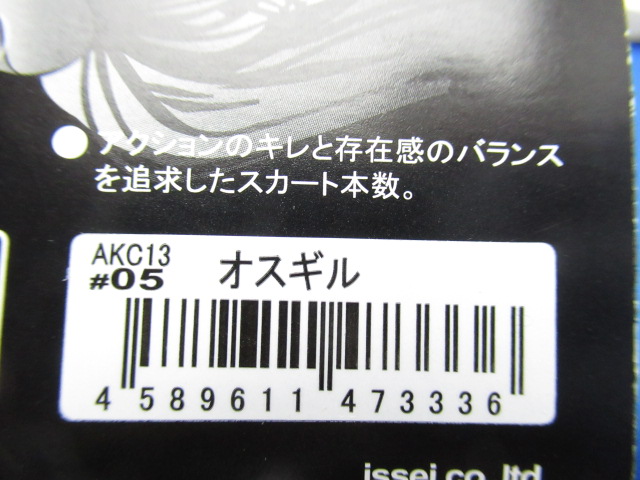 ●アクションのキレと存在感のバランス
を追求したスカート本数。
AKC13
#05 オスギル
4 589611 473336
issei co.,ltd.